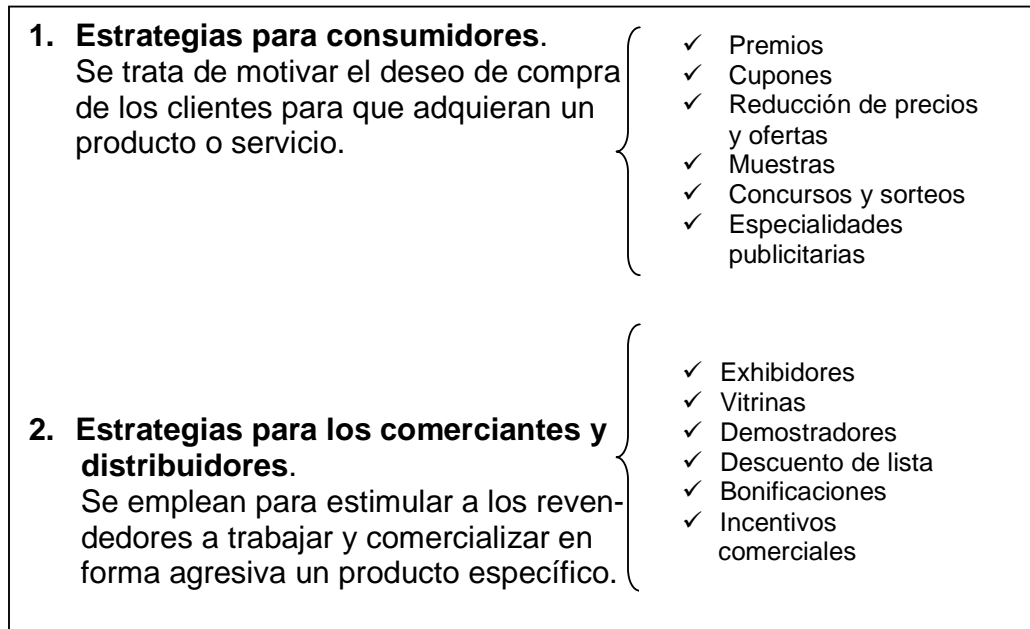 1. Estrategias para consumidores.
Se trata de motivar el deseo de compra
de los clientes para que adquieran un
producto o servicio.
✓ Premios
✓ Cupones
✓ Reducción de precios
y ofertas
✓ Muestras
✓ Concursos y sorteos
✓ Especialidades
publicitarias
2. Estrategias para los comerciantes y
distribuidores.
Se emplean para estimular a los reven-
dedores a trabajar y comercializar en
forma agresiva un producto específico.
✓ Exhibidores
✓ Vitrinas
✓ Demostradores
✓ Descuento de lista
✓ Bonificaciones
✓ Incentivos
comerciales